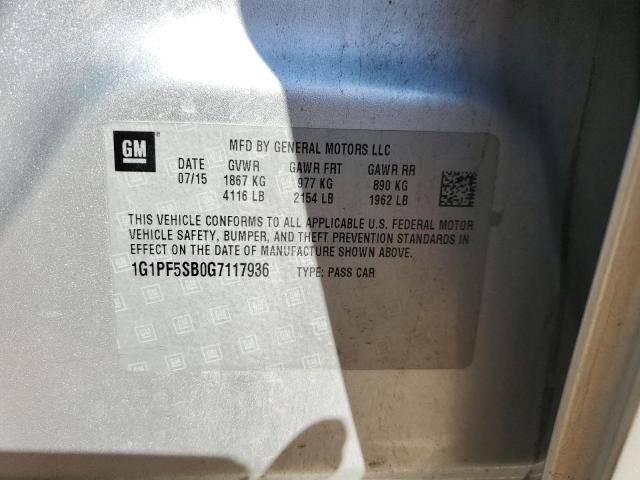 GM
MFD BY GENERAL MOTORS LLC
DATE GVWR GAWR FRT GAWR RR
07/15 1867 KG 977 KG 890 KG
4116 LB 2154 LB 1962 LB
THIS VEHICLE CONFORMS TO ALL APPLICABLE U.S. FEDERAL MOTOR
VEHICLE SAFETY, BUMPER, AND THEFT PREVENTION STANDARDS IN
EFFECT ON THE DATE OF MANUFACTURE SHOWN ABOVE.
1G1PF5SB0G7117936 TYPE: PASS CAR